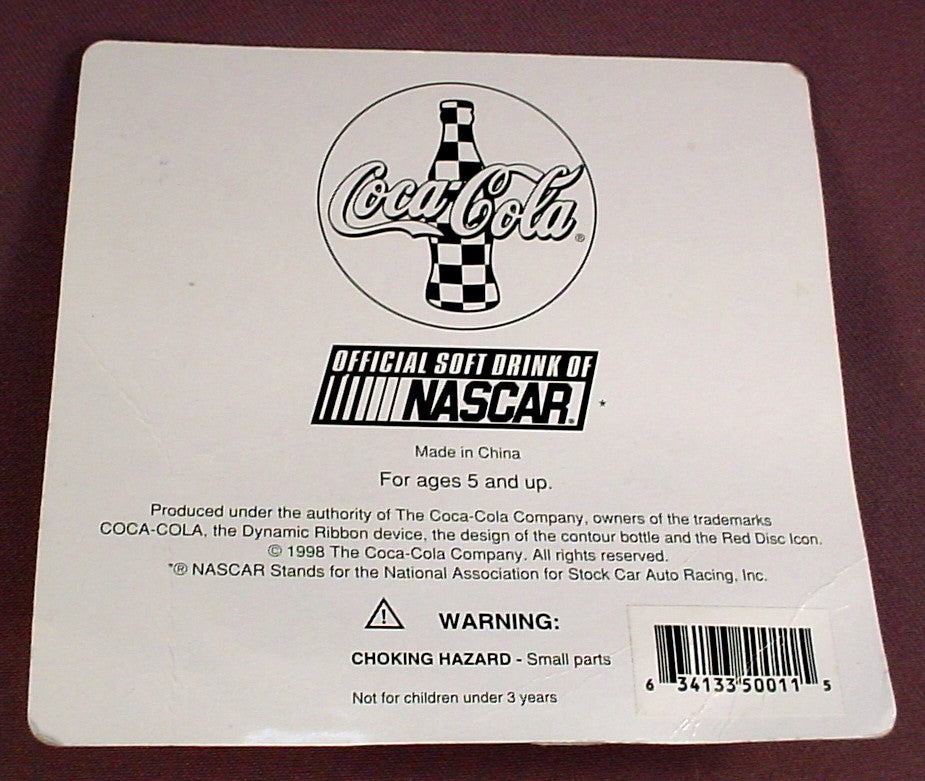 Coca-Cola ®
OFFICIAL SOFT DRINK OF
NASCAR® *
Made in China
For ages 5 and up.
Produced under the authority of The Coca-Cola Company, owners of the trademarks
COCA-COLA, the Dynamic Ribbon device, the design of the contour bottle and the Red Disc Icon.
© 1998 The Coca-Cola Company. All rights reserved.
*® NASCAR Stands for the National Association for Stock Car Auto Racing, Inc.
WARNING:
CHOKING HAZARD - Small parts
Not for children under 3 years
6 34133 50011 5